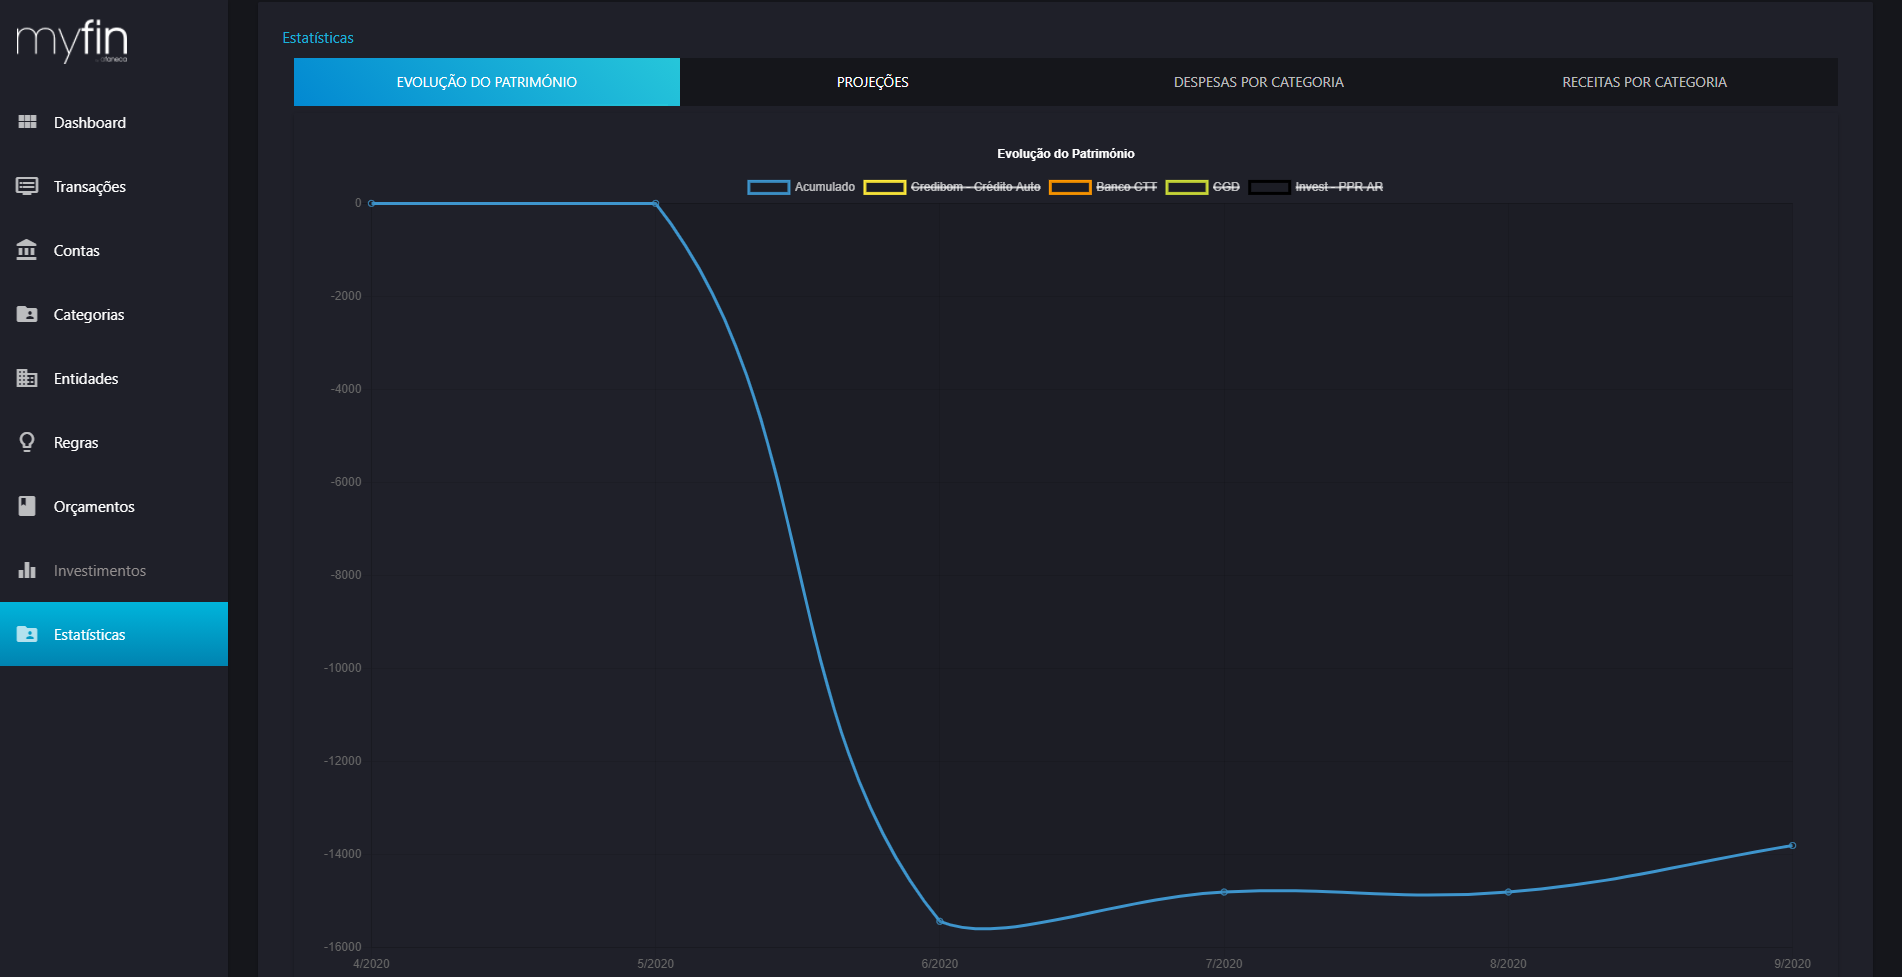 myfin
Dashboard
Transações
Contas
Categorias
Entidades
Regras
Orçamentos
Investimentos
Estatísticas
Estatísticas
EVOLUÇÃO DO PATRIMÓNIO PROJEÇÕES DESPESAS POR CATEGORIA RECEITAS POR CATEGORIA
Evolução do Património
Acumulado Credibom - Crédito Auto Banco CTT CGD Invest - PPR AR
0
-2000
-4000
-6000
-8000
-10000
-12000
-14000
-16000
4/2020 5/2020 6/2020 7/2020 8/2020 9/2020